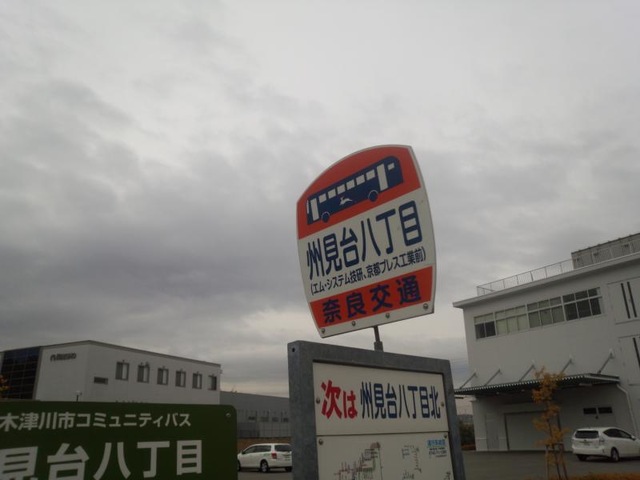 州見台八丁目
(エム・システム技研、京都プレス工業前)
奈良交通
次は州見台八丁目北
木津川市コミュニティバス
見台八丁目